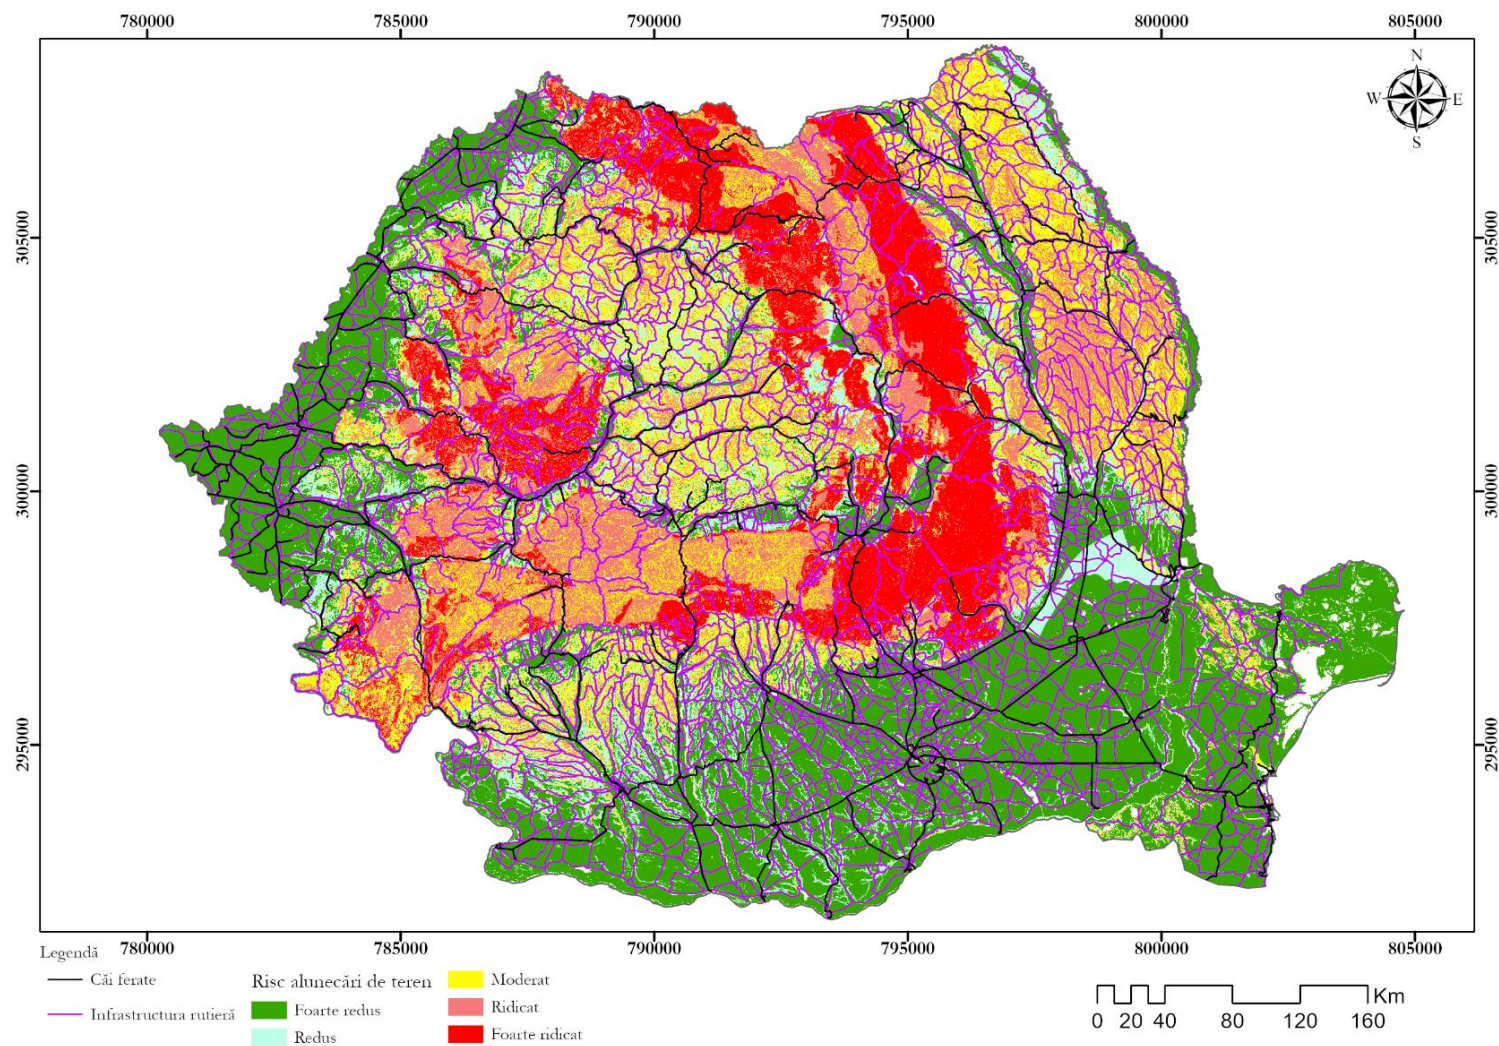 780000 785000 790000 795000 800000 805000
N
W E
S
305000 305000
300000 300000
295000 295000
780000 785000 790000 795000 800000 805000
Legendă
Căi ferate
Infrastructura rutieră
Risc alunecări de teren
Foarte redus
Redus
Moderat
Ridicat
Foarte ridicat
Km
0 20 40 80 120 160